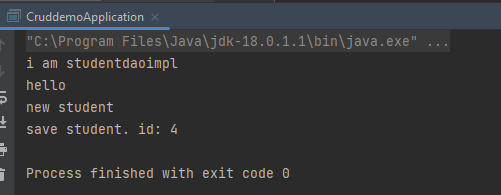 CruddemoApplication
"C:\Program Files\Java\jdk-18.0.1.1\bin\java.exe" ...
i am studentdaoimpl
hello
new student
save student. id: 4
Process finished with exit code 0